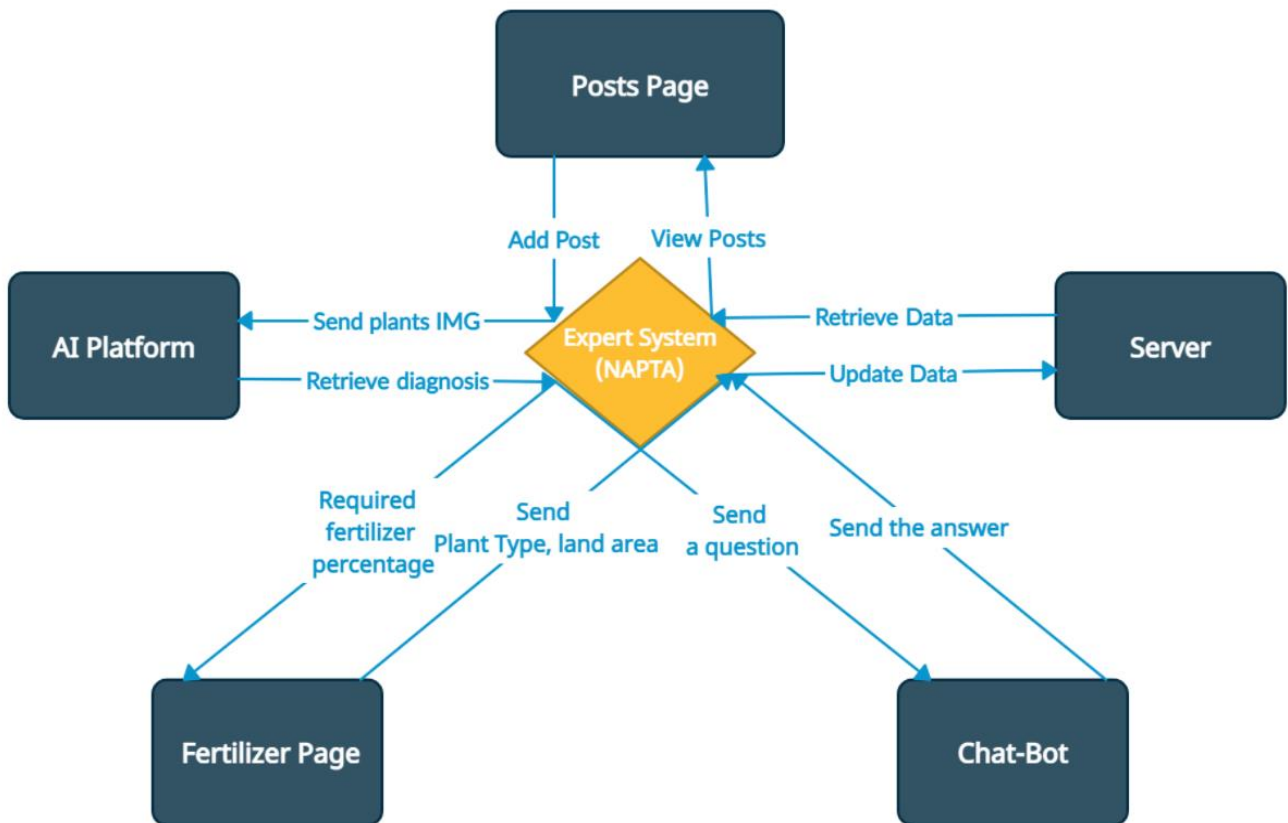 Posts Page
Add Post
View Posts
AI Platform
Send plants IMG
Retrieve diagnosis
Expert System
(NAPTA)
Retrieve Data
Update Data
Server
Required
fertilizer
percentage
Send
Plant Type, land area
Send
a question
Send the answer
Fertilizer Page
Chat-Bot